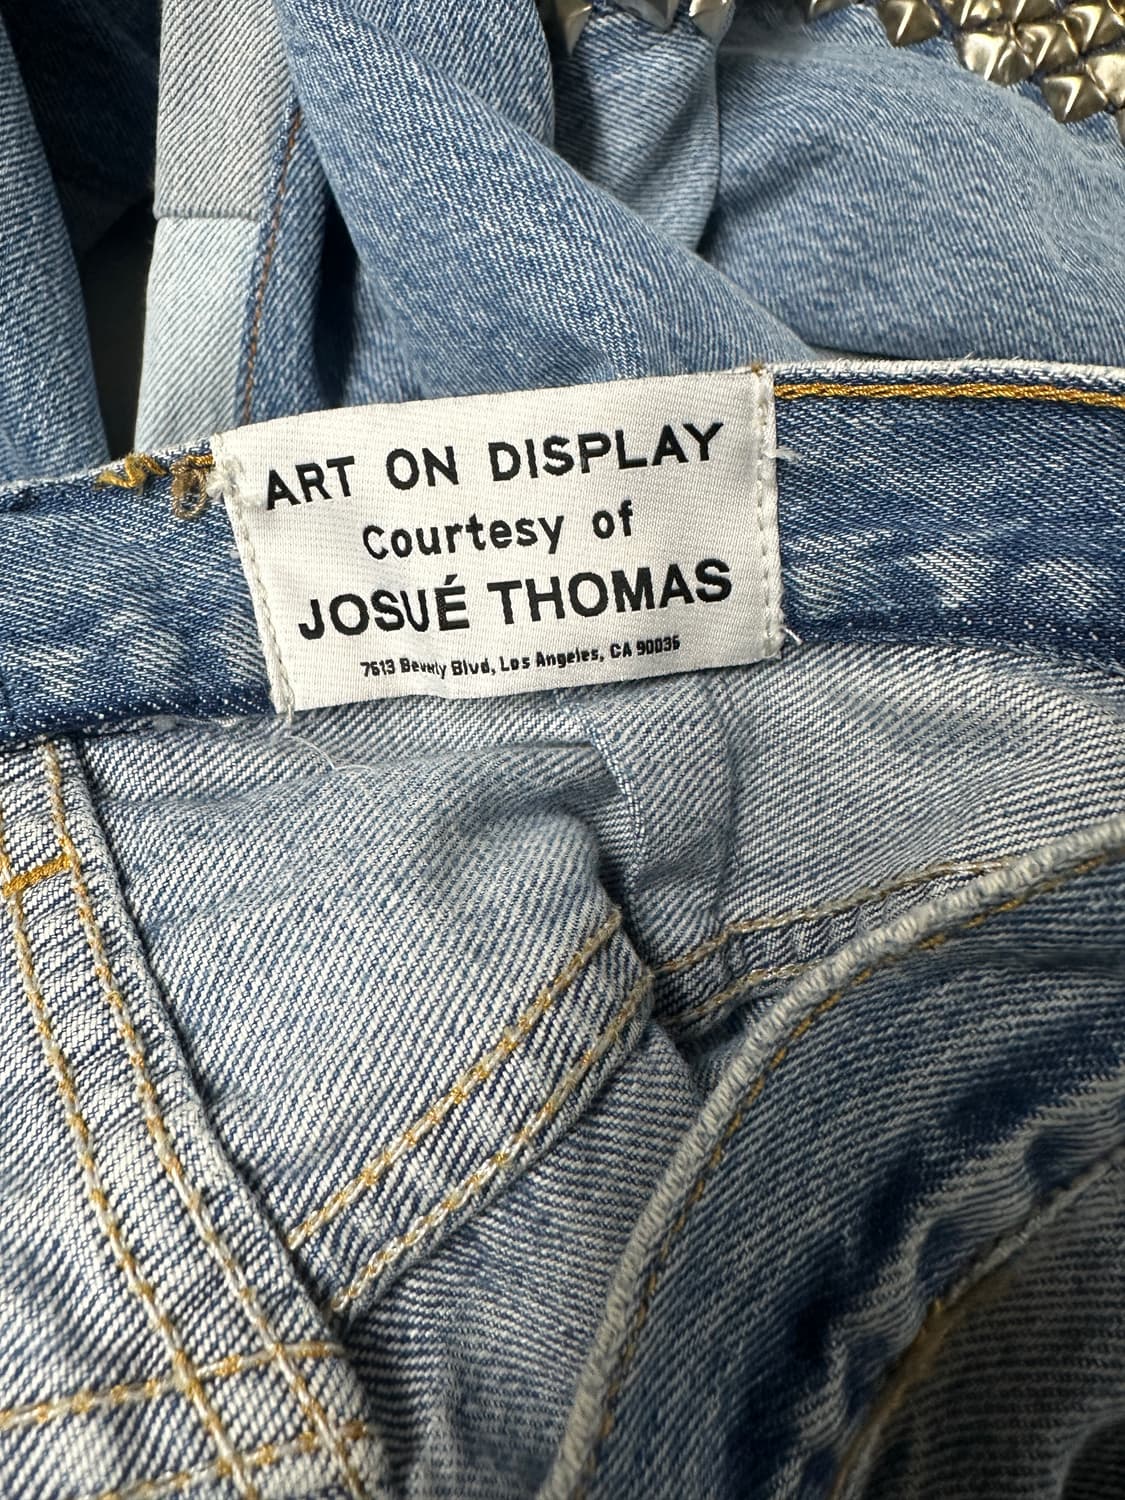 ART ON DISPLAY
Courtesy of
JOSUÉ THOMAS
7613 Beverly Blvd, Los Angeles, CA 90036